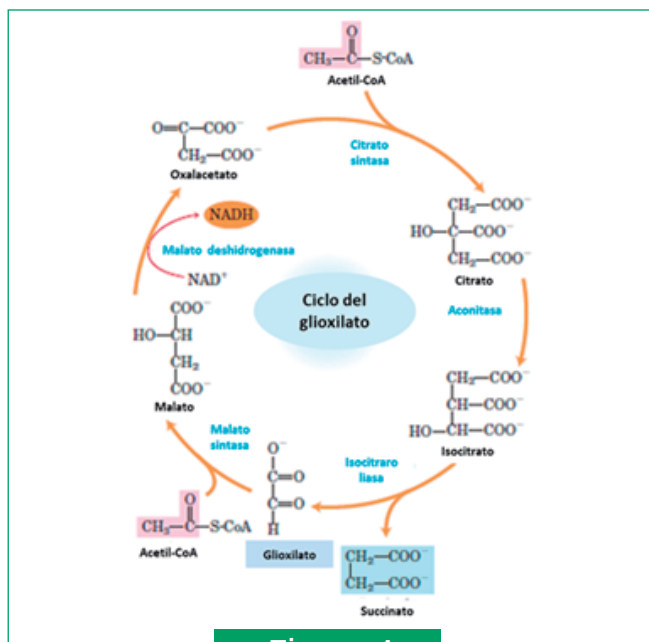 O
CH₃—C—S-CoA
Acetil-CoA
O=C—COO⁻
CH₂—COO⁻
Oxalacetato
Citrato
sintasa
CH₂—COO⁻
HO—C—COO⁻
CH₂—COO⁻
Citrato
NADH
Malato deshidrogenasa
NAD⁺
Ciclo del
glioxilato
Aconitasa
COO⁻
HO—CH
CH₂
COO⁻
Malato
CH₂—COO⁻
CH—COO⁻
HO—CH—COO⁻
Isocitrato
Malato
sintasa
O⁻
C=O
C=O
H
Glioxilato
Isocitraro
liasa
O
CH₃—C—S-CoA
Acetil-CoA
CH₂—COO⁻
CH₂—COO⁻
Succinato